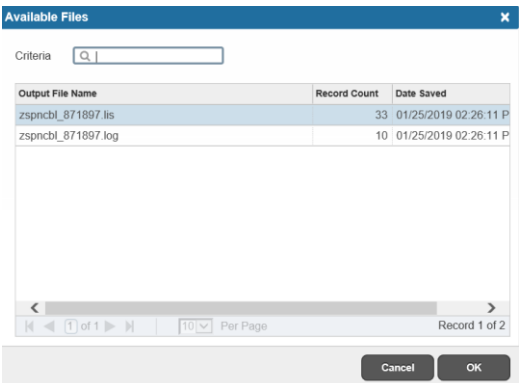 Available Files
Criteria
Output File Name Record Count Date Saved
zspncbl_871897.lis 33 01/25/2019 02:26:11 P
zspncbl_871897.log 10 01/25/2019 02:26:11 P
1 of 1 10 Per Page Record 1 of 2
Cancel OK